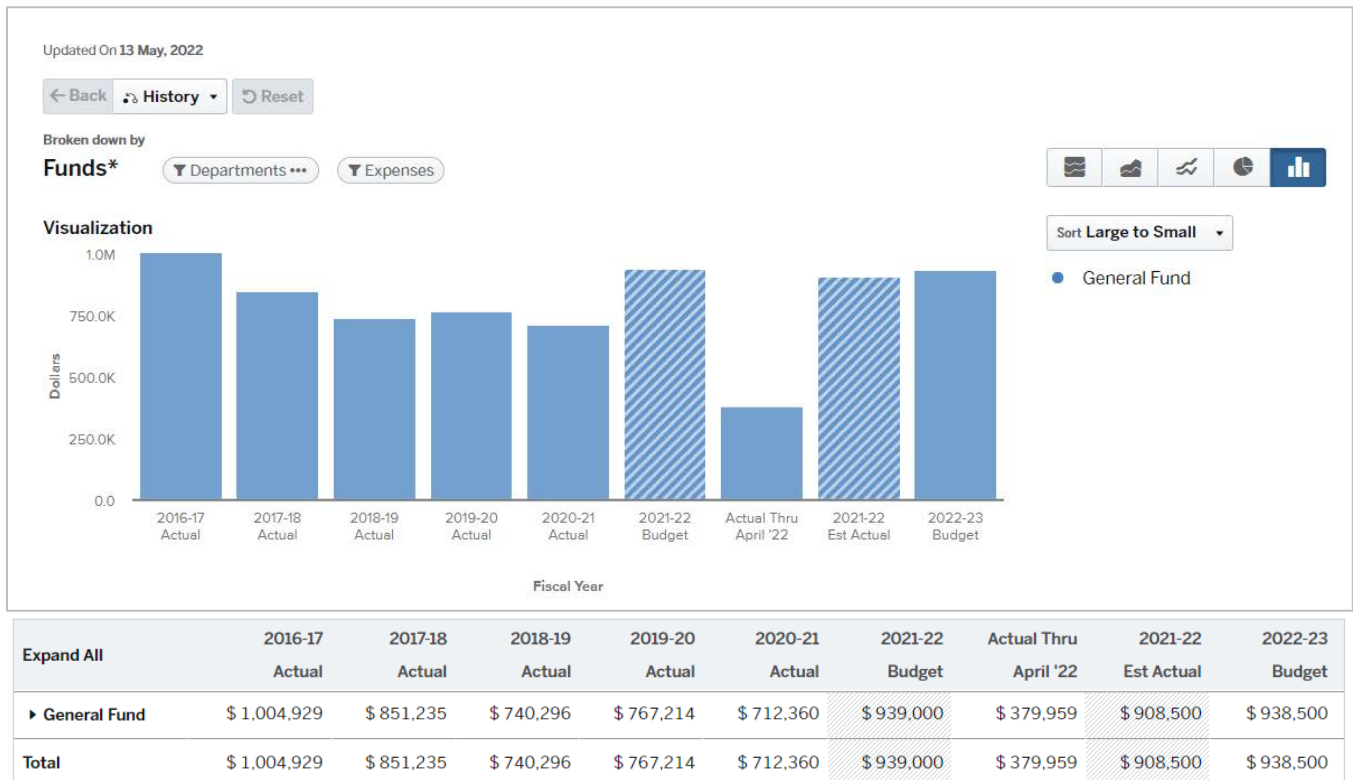 Updated On 13 May, 2022
Back History Reset
Broken down by
Funds* Departments ••• Expenses
Visualization
Sort Large to Small
General Fund
1.0M
750.0K
500.0K
250.0K
0.0
Dollars
2016-17 2017-18 2018-19 2019-20 2020-21 2021-22 Actual Thru 2021-22 2022-23
Actual Actual Actual Actual Actual Budget April '22 Est Actual Budget
Fiscal Year
Expand All 2016-17 2017-18 2018-19 2019-20 2020-21 2021-22 Actual Thru 2021-22 2022-23
Actual Actual Actual Actual Actual Budget April '22 Est Actual Budget
General Fund $ 1,004,929 $ 851,235 $ 740,296 $ 767,214 $ 712,360 $ 939,000 $ 379,959 $ 908,500 $ 938,500
Total $ 1,004,929 $ 851,235 $ 740,296 $ 767,214 $ 712,360 $ 939,000 $ 379,959 $ 908,500 $ 938,500